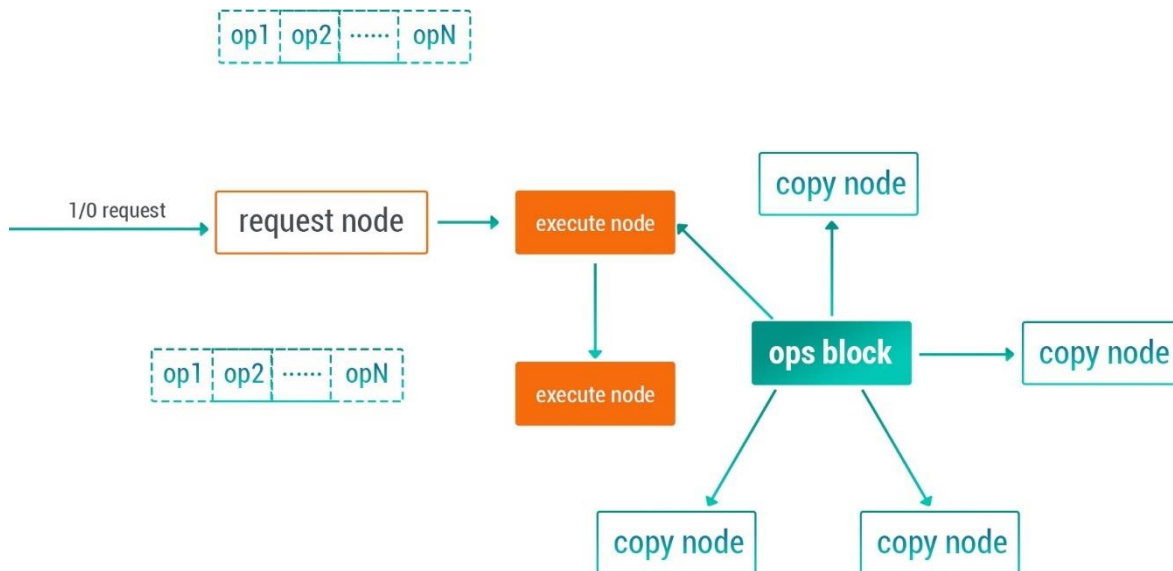 op1 op2 ······ opN
copy node
1/0 request
request node
execute node
ops block
copy node
op1 op2 ······ opN
execute node
copy node
copy node